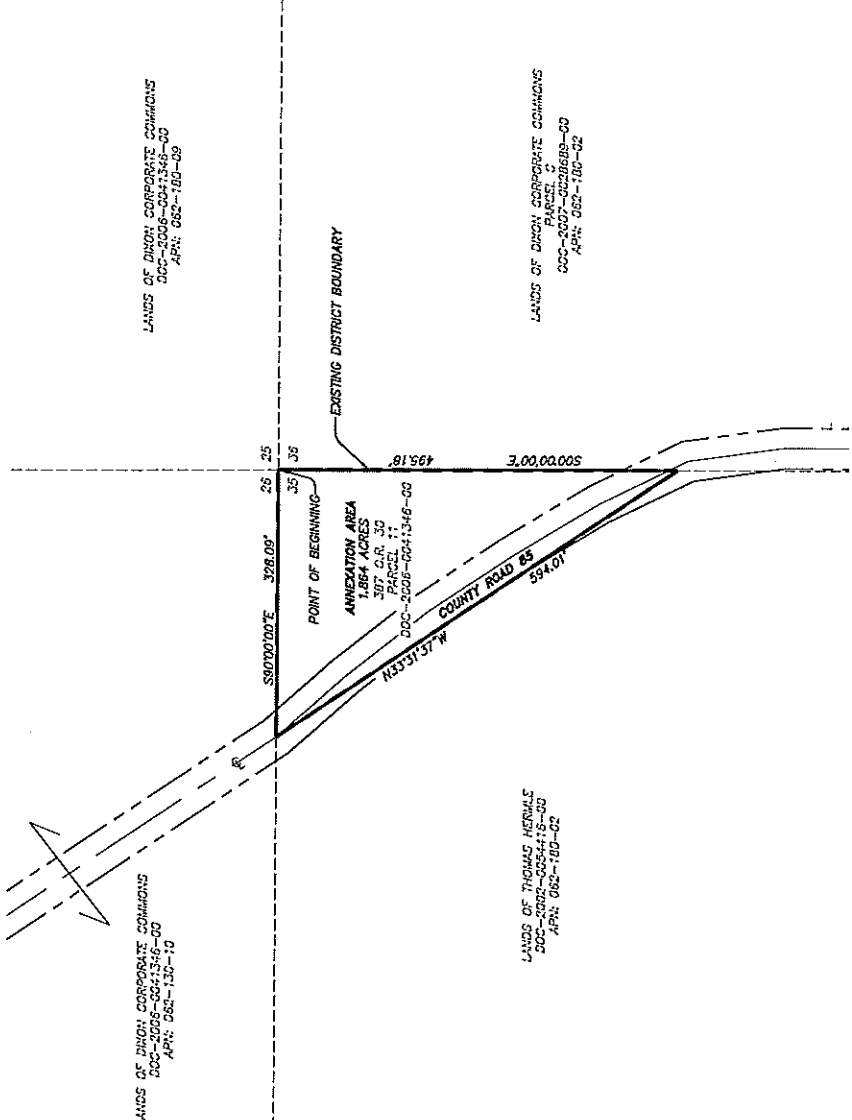 LANDS OF DIXON CORPORATE COMMONS
DOC-2006-0041346-00
APN: 062-180-09
LANDS OF DIXON CORPORATE COMMONS
PARCEL C
DOC-2007-0028689-00
APN: 062-180-02
EXISTING DISTRICT BOUNDARY
26
25
35
36
S90°00'00"E
328.09'
495.18'
S00°00'00"E
POINT OF BEGINNING
ANNEXATION AREA
1.864 ACRES
387 O.R. 30
PARCEL 11
DOC-2006-0041346-00
COUNTY ROAD 85
N33°31'37"W
594.01'
LANDS OF DIXON CORPORATE COMMONS
DOC-2006-0041346-00
APN: 062-130-10
LANDS OF THOMAS HERMLE
DOC-2002-0054416-00
APN: 062-180-02